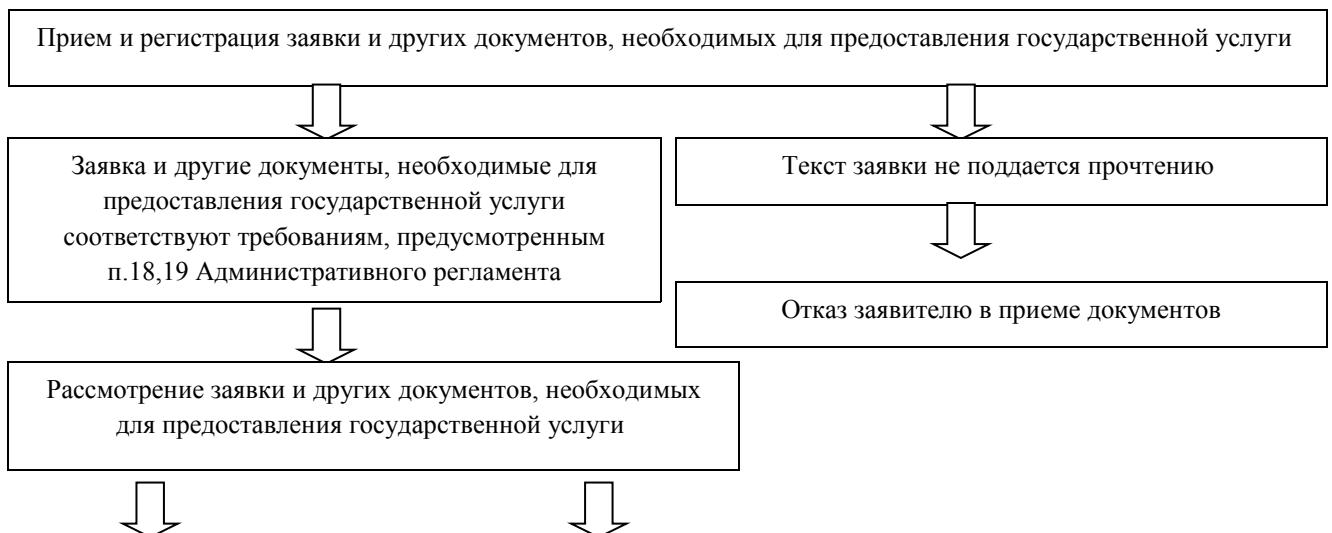 Прием и регистрация заявки и других документов, необходимых для предоставления государственной услуги
Заявка и другие документы, необходимые для
предоставления государственной услуги
соответствуют требованиям, предусмотренным
п.18,19 Административного регламента
Текст заявки не поддается прочтению
Отказ заявителю в приеме документов
Рассмотрение заявки и других документов, необходимых
для предоставления государственной услуги